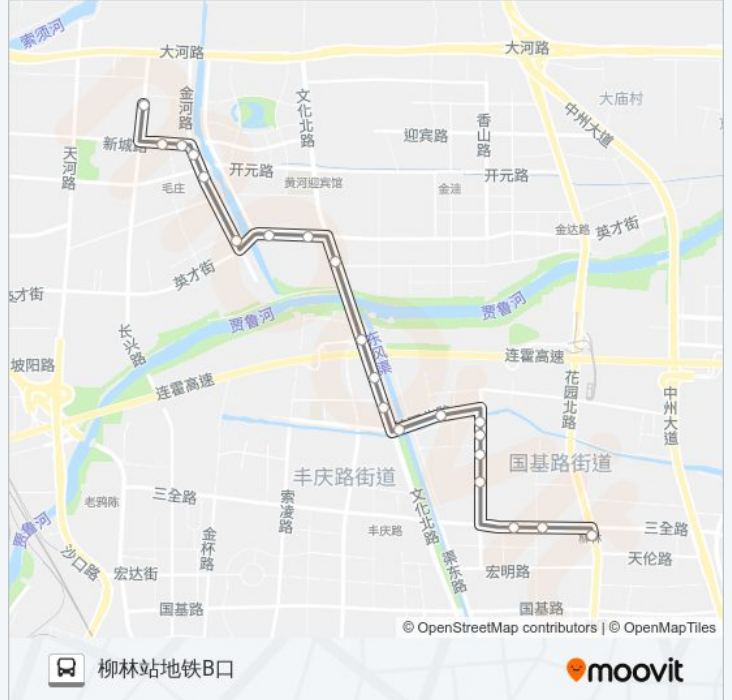 索须河
大河路
大河路
金河路
文化北路
香山路
大庙村
中州大道
新城路
迎宾路
天河路
开元路
毛庄
黄河迎宾馆
金洼
开元路
金达路
英才街
英才街
才街
贾鲁河
贾鲁河
长兴路
东风渠
坡阳路
连霍高速
连霍高速
花园北路
中州大道
丰庆路街道
国基路街道
老鸦陈
三全路
索凌路
文化北路
丰庆路
三全路
贾鲁河
金杯路
柳林
沙口路
宏达街
渠东路
宏明路
天伦路
国基路
国基路
© OpenStreetMap contributors | © OpenMapTiles
柳林站地铁B口
moovit